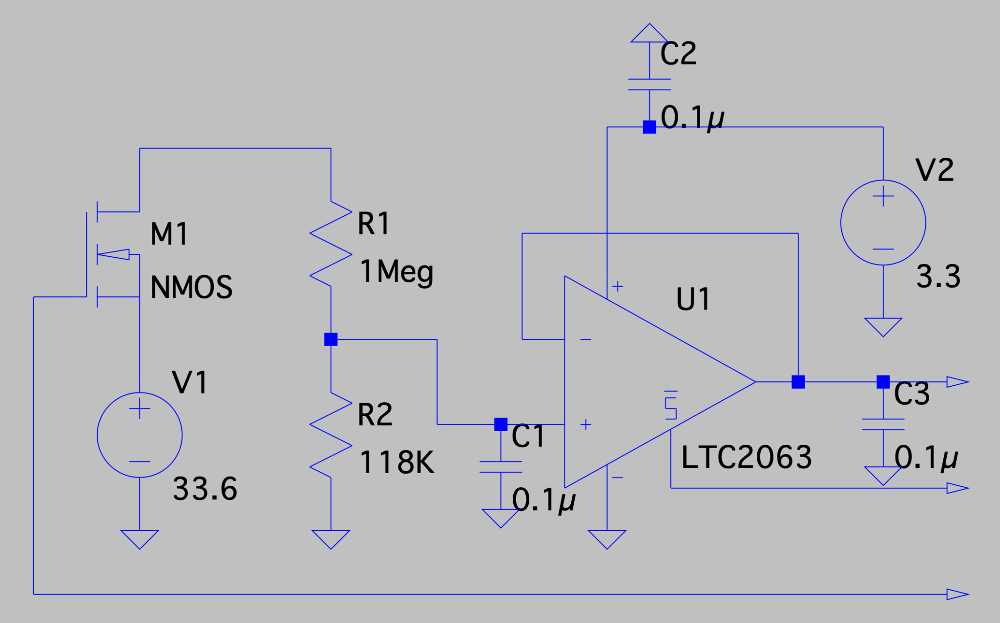 C2
0.1µ
V2
3.3
M1
NMOS
R1
1Meg
U1
V1
33.6
R2
118K
C1
0.1µ
+
−
+
−
S
LTC2063
C3
0.1µ